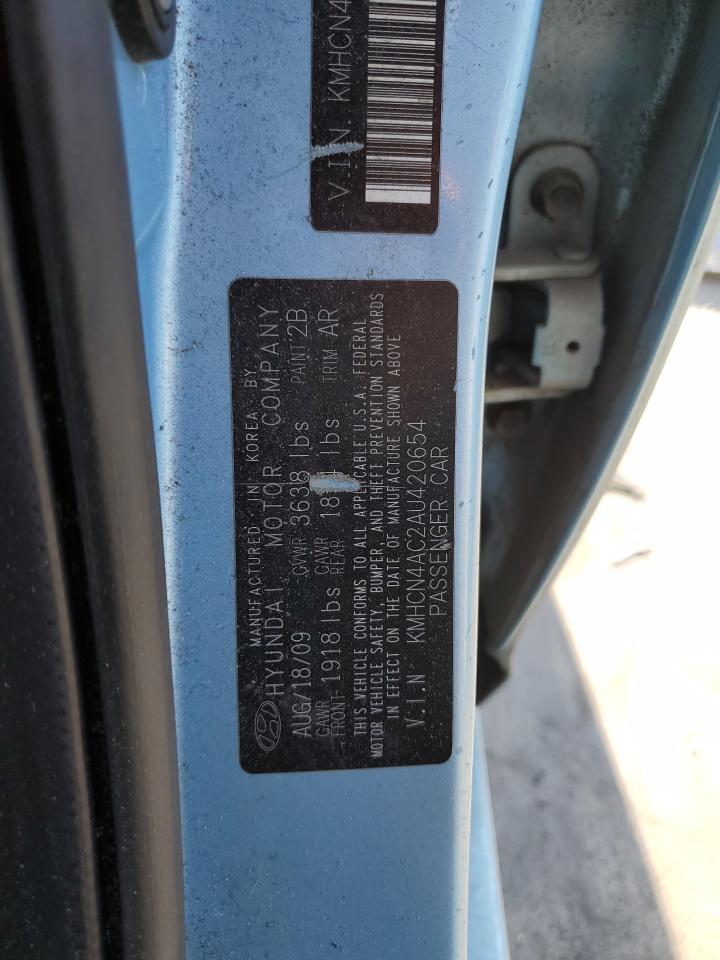 V.I.N. KMHCN4
MANUFACTURED IN KOREA BY
HYUNDAI MOTOR COMPANY
AUG/18/09 GVWR 3638 lbs PAINT 2B
GAWR FRONT 1918 lbs GAWR REAR lbs TRIM AR
THIS VEHICLE CONFORMS TO ALL APPLICABLE U.S.A. FEDERAL
MOTOR VEHICLE SAFETY, BUMPER AND THEFT PREVENTION STANDARDS
IN EFFECT ON THE DATE OF MANUFACTURE SHOWN ABOVE
V.I.N KMHCN4AC2AU420654
PASSENGER CAR